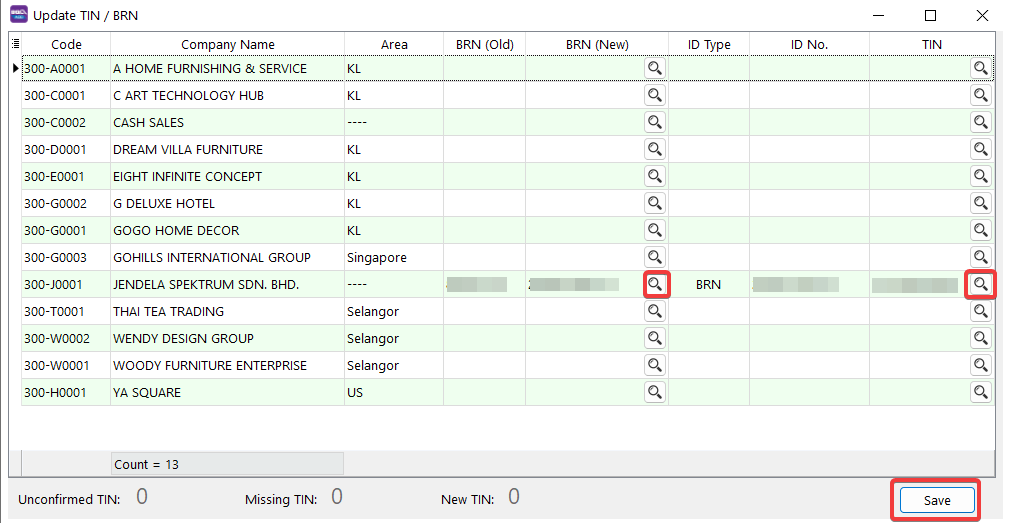 Update TIN / BRN
Code Company Name Area BRN (Old) BRN (New) ID Type ID No. TIN
300-A0001 A HOME FURNISHING & SERVICE KL
300-C0001 C ART TECHNOLOGY HUB KL
300-C0002 CASH SALES ----
300-D0001 DREAM VILLA FURNITURE KL
300-E0001 EIGHT INFINITE CONCEPT KL
300-G0002 G DELUXE HOTEL KL
300-G0001 GOGO HOME DECOR KL
300-G0003 GOHILLS INTERNATIONAL GROUP Singapore
300-J0001 JENDELA SPEKTRUM SDN. BHD. ---- BRN
300-T0001 THAI TEA TRADING Selangor
300-W0002 WENDY DESIGN GROUP Selangor
300-W0001 WOODY FURNITURE ENTERPRISE Selangor
300-H0001 YA SQUARE US
Count = 13
Unconfirmed TIN: 0 Missing TIN: 0 New TIN: 0 Save